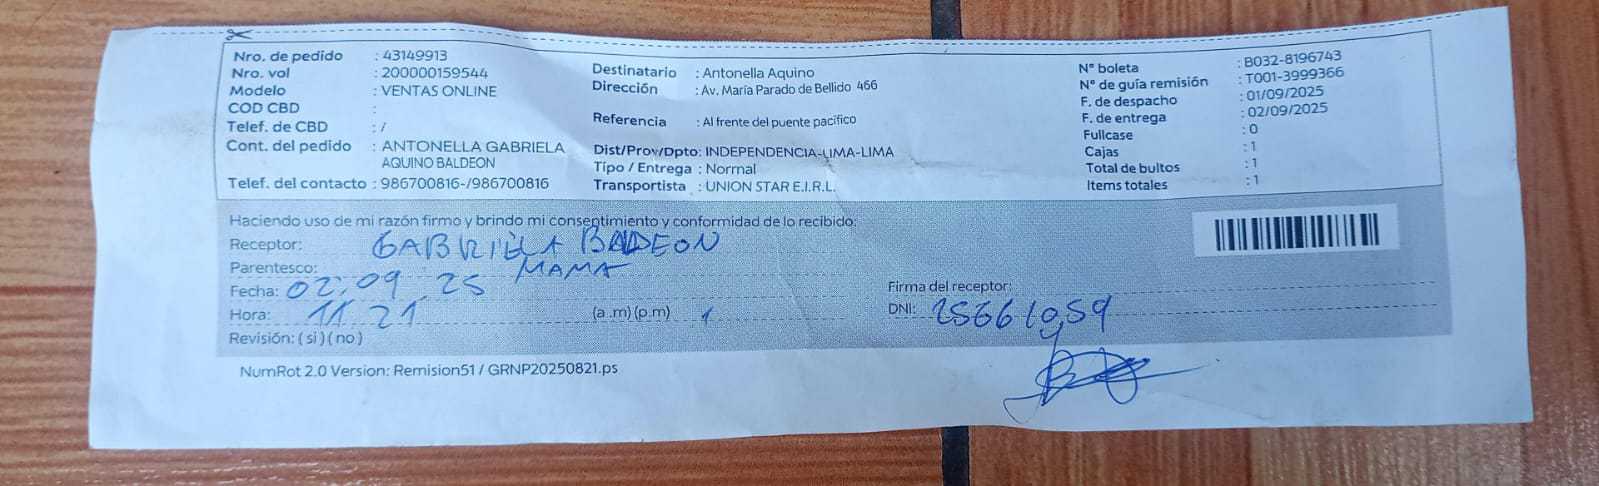 Nro. de pedido : 43149913
Nro. vol : 200000159544
Modelo : VENTAS ONLINE
COD CBD :
Telef. de CBD : /
Cont. del pedido : ANTONELLA GABRIELA
AQUINO BALDEON
Telef. del contacto : 986700816-/986700816
Destinatario : Antonella Aquino
Dirección : Av. María Parado de Bellido 466
Referencia : Al frente del puente pacífico
Dist/Prov/Dpto: INDEPENDENCIA-LIMA-LIMA
Tipo / Entrega : Normal
Transportista : UNION STAR E.I.R.L.
N° boleta : B032-8196743
N° de guía remisión : T001-3999366
F. de despacho : 01/09/2025
F. de entrega : 02/09/2025
Fullcase : 0
Cajas : 1
Total de bultos : 1
Items totales : 1
Haciendo uso de mi razón firmo y brindo mi consentimiento y conformidad de lo recibido:
Receptor: GABRIELA BALDEON
Parentesco: MAMA
Fecha: 02.09.25
Hora: 11 21 (a .m) (p.m) 1
Revisión: ( si ) ( no )
Firma del receptor:
DNI: 25661959
NumRot 2.0 Version: Remision51 / GRNP20250821.ps